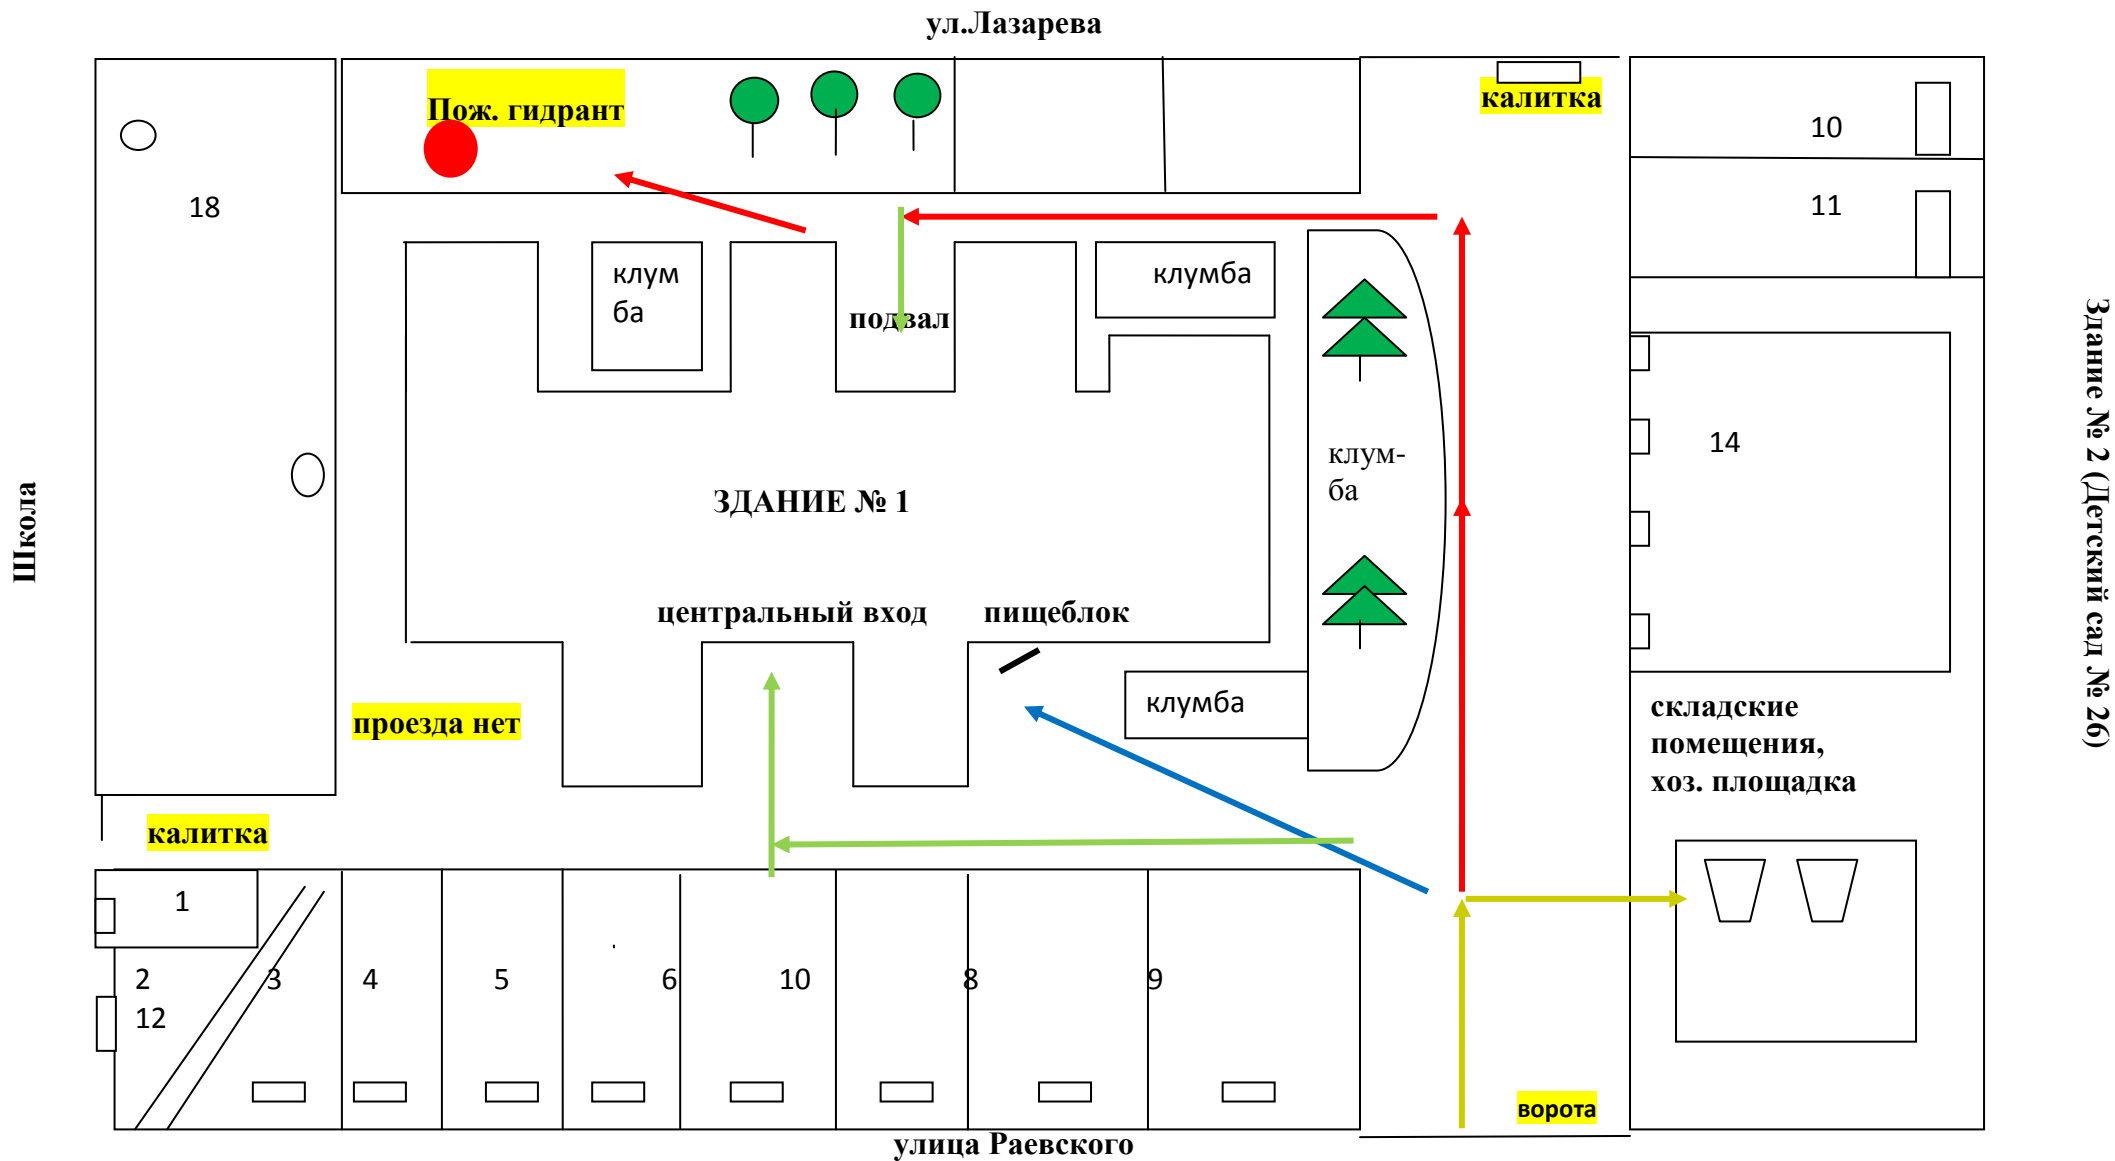 ул.Лазарева
Пож. гидрант
калитка
10
18
11
клум
ба
клумба
подвал
Здание № 2 (Детский сад № 26)
клум-
ба
14
Школа
ЗДАНИЕ № 1
центральный вход
пищеблок
клумба
складские
помещения,
хоз. площадка
проезда нет
калитка
1
2
3
4
5
6
10
8
9
12
ворота
улица Раевского